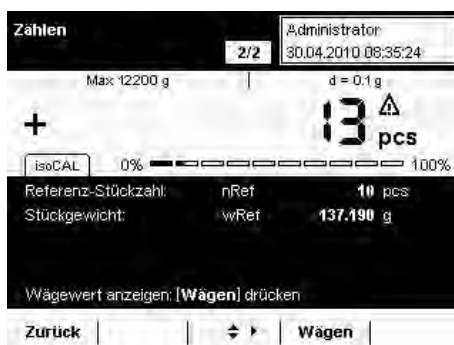 Zählen
Administrator
2/2
30.04.2010 08:35:24
Max 12200 g
d = 0.1 g
+ 13 pcs
isoCAL 0% 100%
Referenz-Stückzahl: nRef 10 pcs
Stückgewicht: wRef 137.190 g
Wägewert anzeigen: [Wägen] drücken
Zurück Wägen